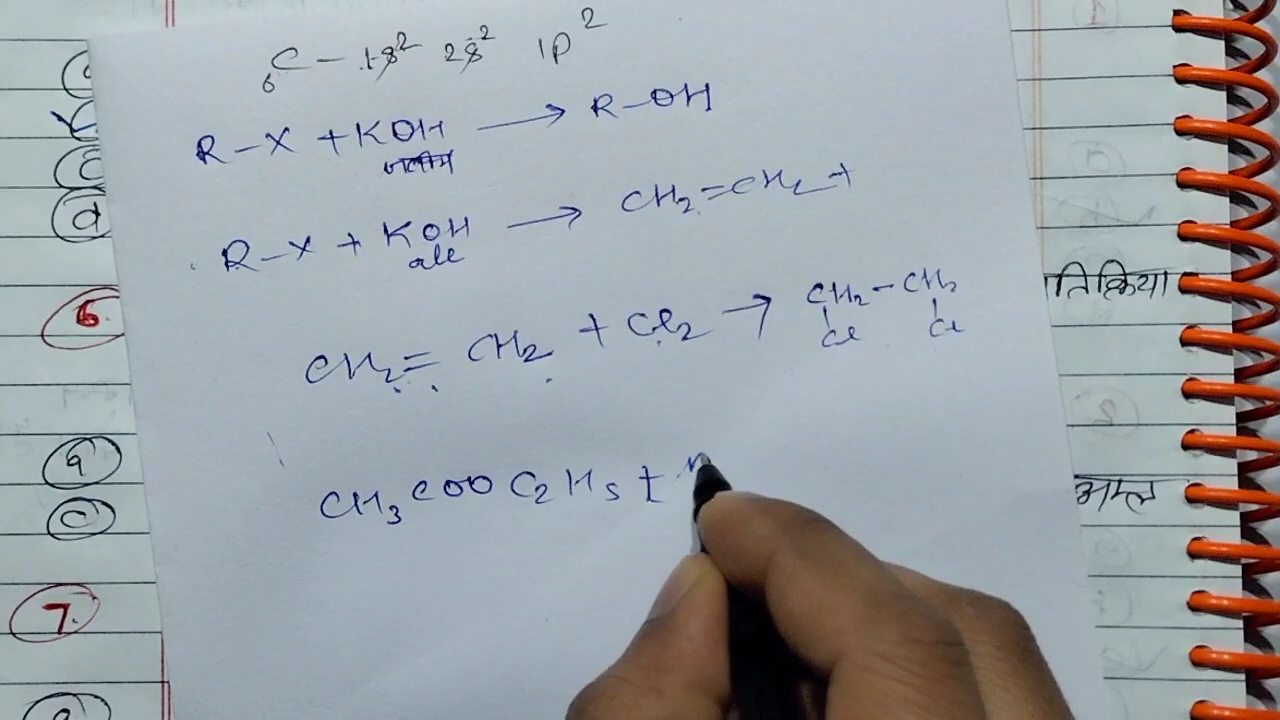 ₆C – 1s² 2s² 1p²
R–X + KOH → R–OH
जलीय
R–X + KOH → CH₂=CH₂ +
alc
CH₂=CH₂ + Cl₂ → CH₂–CH₂
Cl Cl
CH₃COOC₂H₅ +
d
6.
तिक्रिया
a
c
अम्ल
7.
a